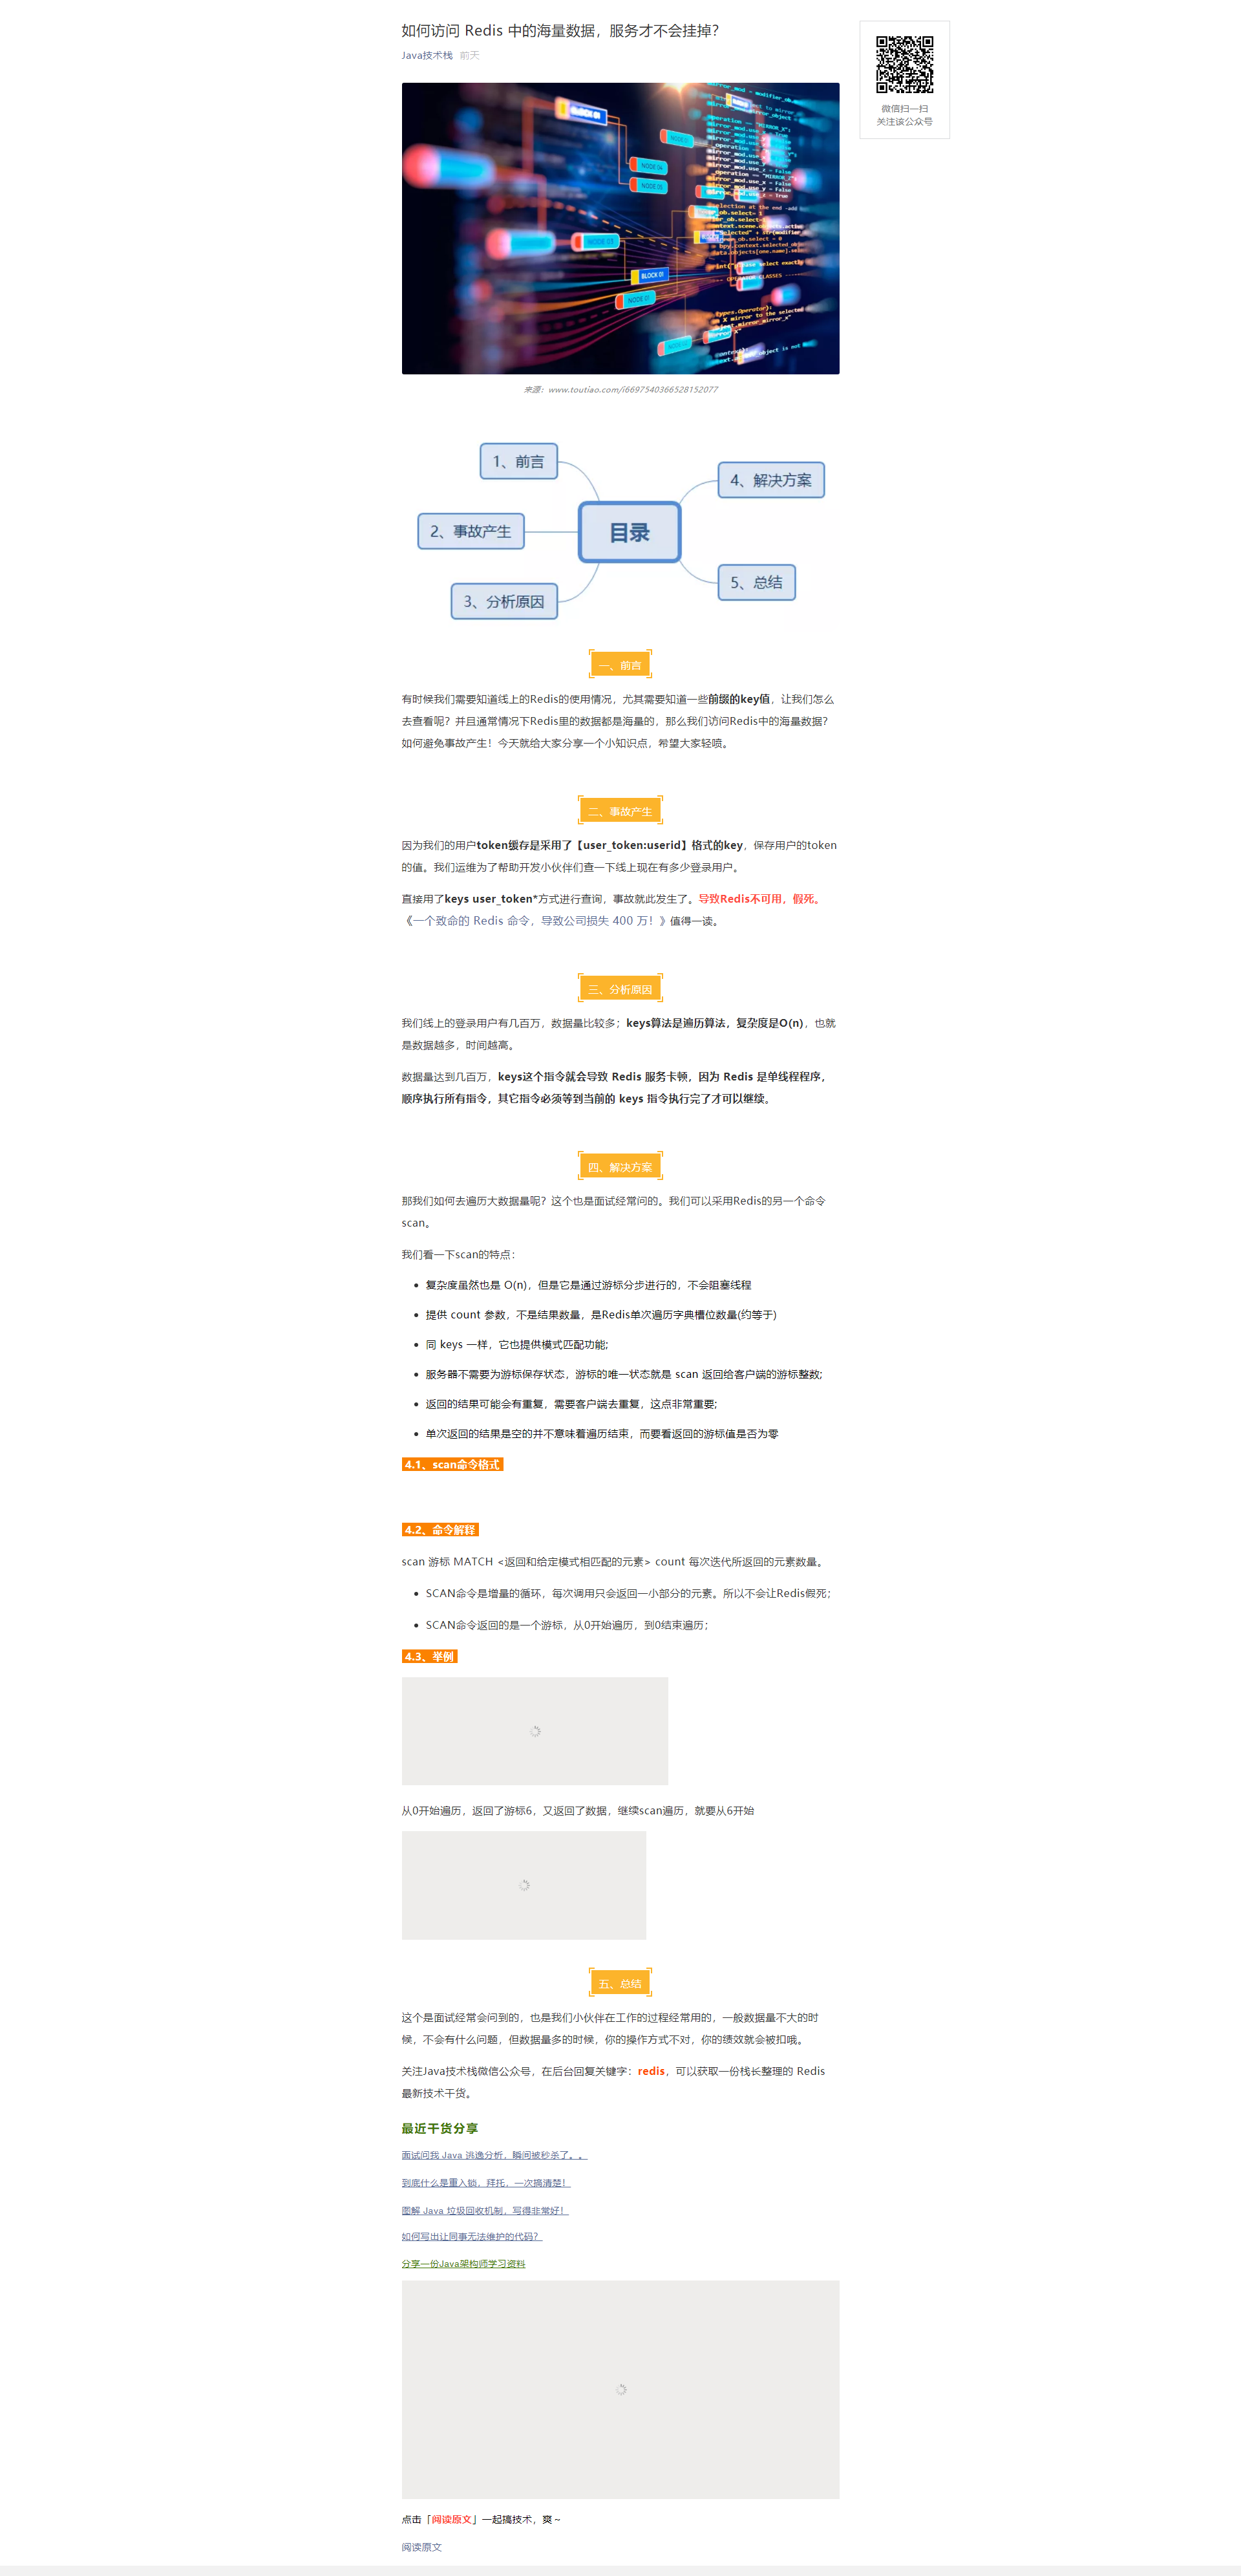 如何访问 Redis 中的海量数据，服务才不会挂掉？
Java技术栈 前天
微信扫一扫
关注该公众号
BLOCK 01
NODE 04
NODE 05
NODE 03
BLOCK 01
NODE 01
来源：www.toutiao.com/i6697540366528152077
目录
1、前言
2、事故产生
3、分析原因
4、解决方案
5、总结
一、前言
有时候我们需要知道线上的Redis的使用情况，尤其需要知道一些前缀的key值，让我们怎么
去查看呢？并且通常情况下Redis里的数据都是海量的，那么我们访问Redis中的海量数据？
如何避免事故产生！今天就给大家分享一个小知识点，希望大家轻喷。
二、事故产生
因为我们的用户token缓存是采用了【user_token:userid】格式的key，保存用户的token
的值。我们运维为了帮助开发小伙伴们查一下线上现在有多少登录用户。
直接用了keys user_token*方式进行查询，事故就此发生了。导致Redis不可用，假死。
《一个致命的 Redis 命令，导致公司损失 400 万！》值得一读。
三、分析原因
我们线上的登录用户有几百万，数据量比较多；keys算法是遍历算法，复杂度是O(n)，也就
是数据越多，时间越高。
数据量达到几百万，keys这个指令就会导致 Redis 服务卡顿，因为 Redis 是单线程程序，
顺序执行所有指令，其它指令必须等到当前的 keys 指令执行完了才可以继续。
四、解决方案
那我们如何去遍历大数据量呢？这个也是面试经常问的。我们可以采用Redis的另一个命令
scan。
我们看一下scan的特点：
• 复杂度虽然也是 O(n)，但是它是通过游标分步进行的，不会阻塞线程
• 提供 count 参数，不是结果数量，是Redis单次遍历字典槽位数量(约等于)
• 同 keys 一样，它也提供模式匹配功能;
• 服务器不需要为游标保存状态，游标的唯一状态就是 scan 返回给客户端的游标整数;
• 返回的结果可能会有重复，需要客户端去重复，这点非常重要;
• 单次返回的结果是空的并不意味着遍历结束，而要看返回的游标值是否为零
4.1、scan命令格式
4.2、命令解释
scan 游标 MATCH <返回和给定模式相匹配的元素> count 每次迭代所返回的元素数量。
• SCAN命令是增量的循环，每次调用只会返回一小部分的元素。所以不会让Redis假死；
• SCAN命令返回的是一个游标，从0开始遍历，到0结束遍历；
4.3、举例
从0开始遍历，返回了游标6，又返回了数据，继续scan遍历，就要从6开始
五、总结
这个是面试经常会问到的，也是我们小伙伴在工作的过程经常用的，一般数据量不大的时
候，不会有什么问题，但数据量多的时候，你的操作方式不对，你的绩效就会被扣哦。
关注Java技术栈微信公众号，在后台回复关键字：redis，可以获取一份栈长整理的 Redis
最新技术干货。
最近干货分享
面试问我 Java 逃逸分析，瞬间被秒杀了。。
到底什么是重入锁，拜托，一次搞清楚！
图解 Java 垃圾回收机制，写得非常好！
如何写出让同事无法维护的代码？
分享一份Java架构师学习资料
点击「阅读原文」一起搞技术，爽～
阅读原文